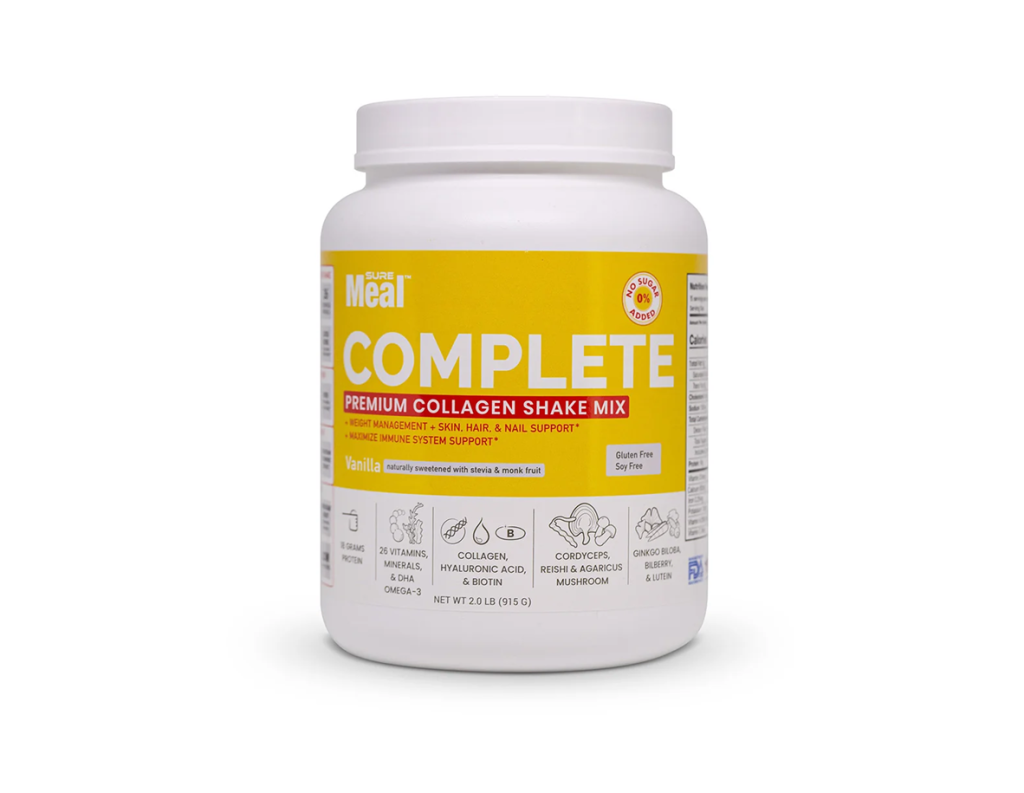 SURE
Meal™
NO SUGAR
0%
ADDED
COMPLETE
PREMIUM COLLAGEN SHAKE MIX
+ WEIGHT MANAGEMENT + SKIN, HAIR, & NAIL SUPPORT*
+ MAXIMIZE IMMUNE SYSTEM SUPPORT*
Vanilla naturally sweetened with stevia & monk fruit
Gluten Free
Soy Free
GRAMS
PROTEIN
26 VITAMINS,
MINERALS,
& DHA
OMEGA-3
B
COLLAGEN,
HYALURONIC ACID,
& BIOTIN
CORDYCEPS,
REISHI & AGARICUS
MUSHROOM
GINKGO BILOBA,
BILBERRY,
& LUTEIN
NET WT 2.0 LB (915 G)